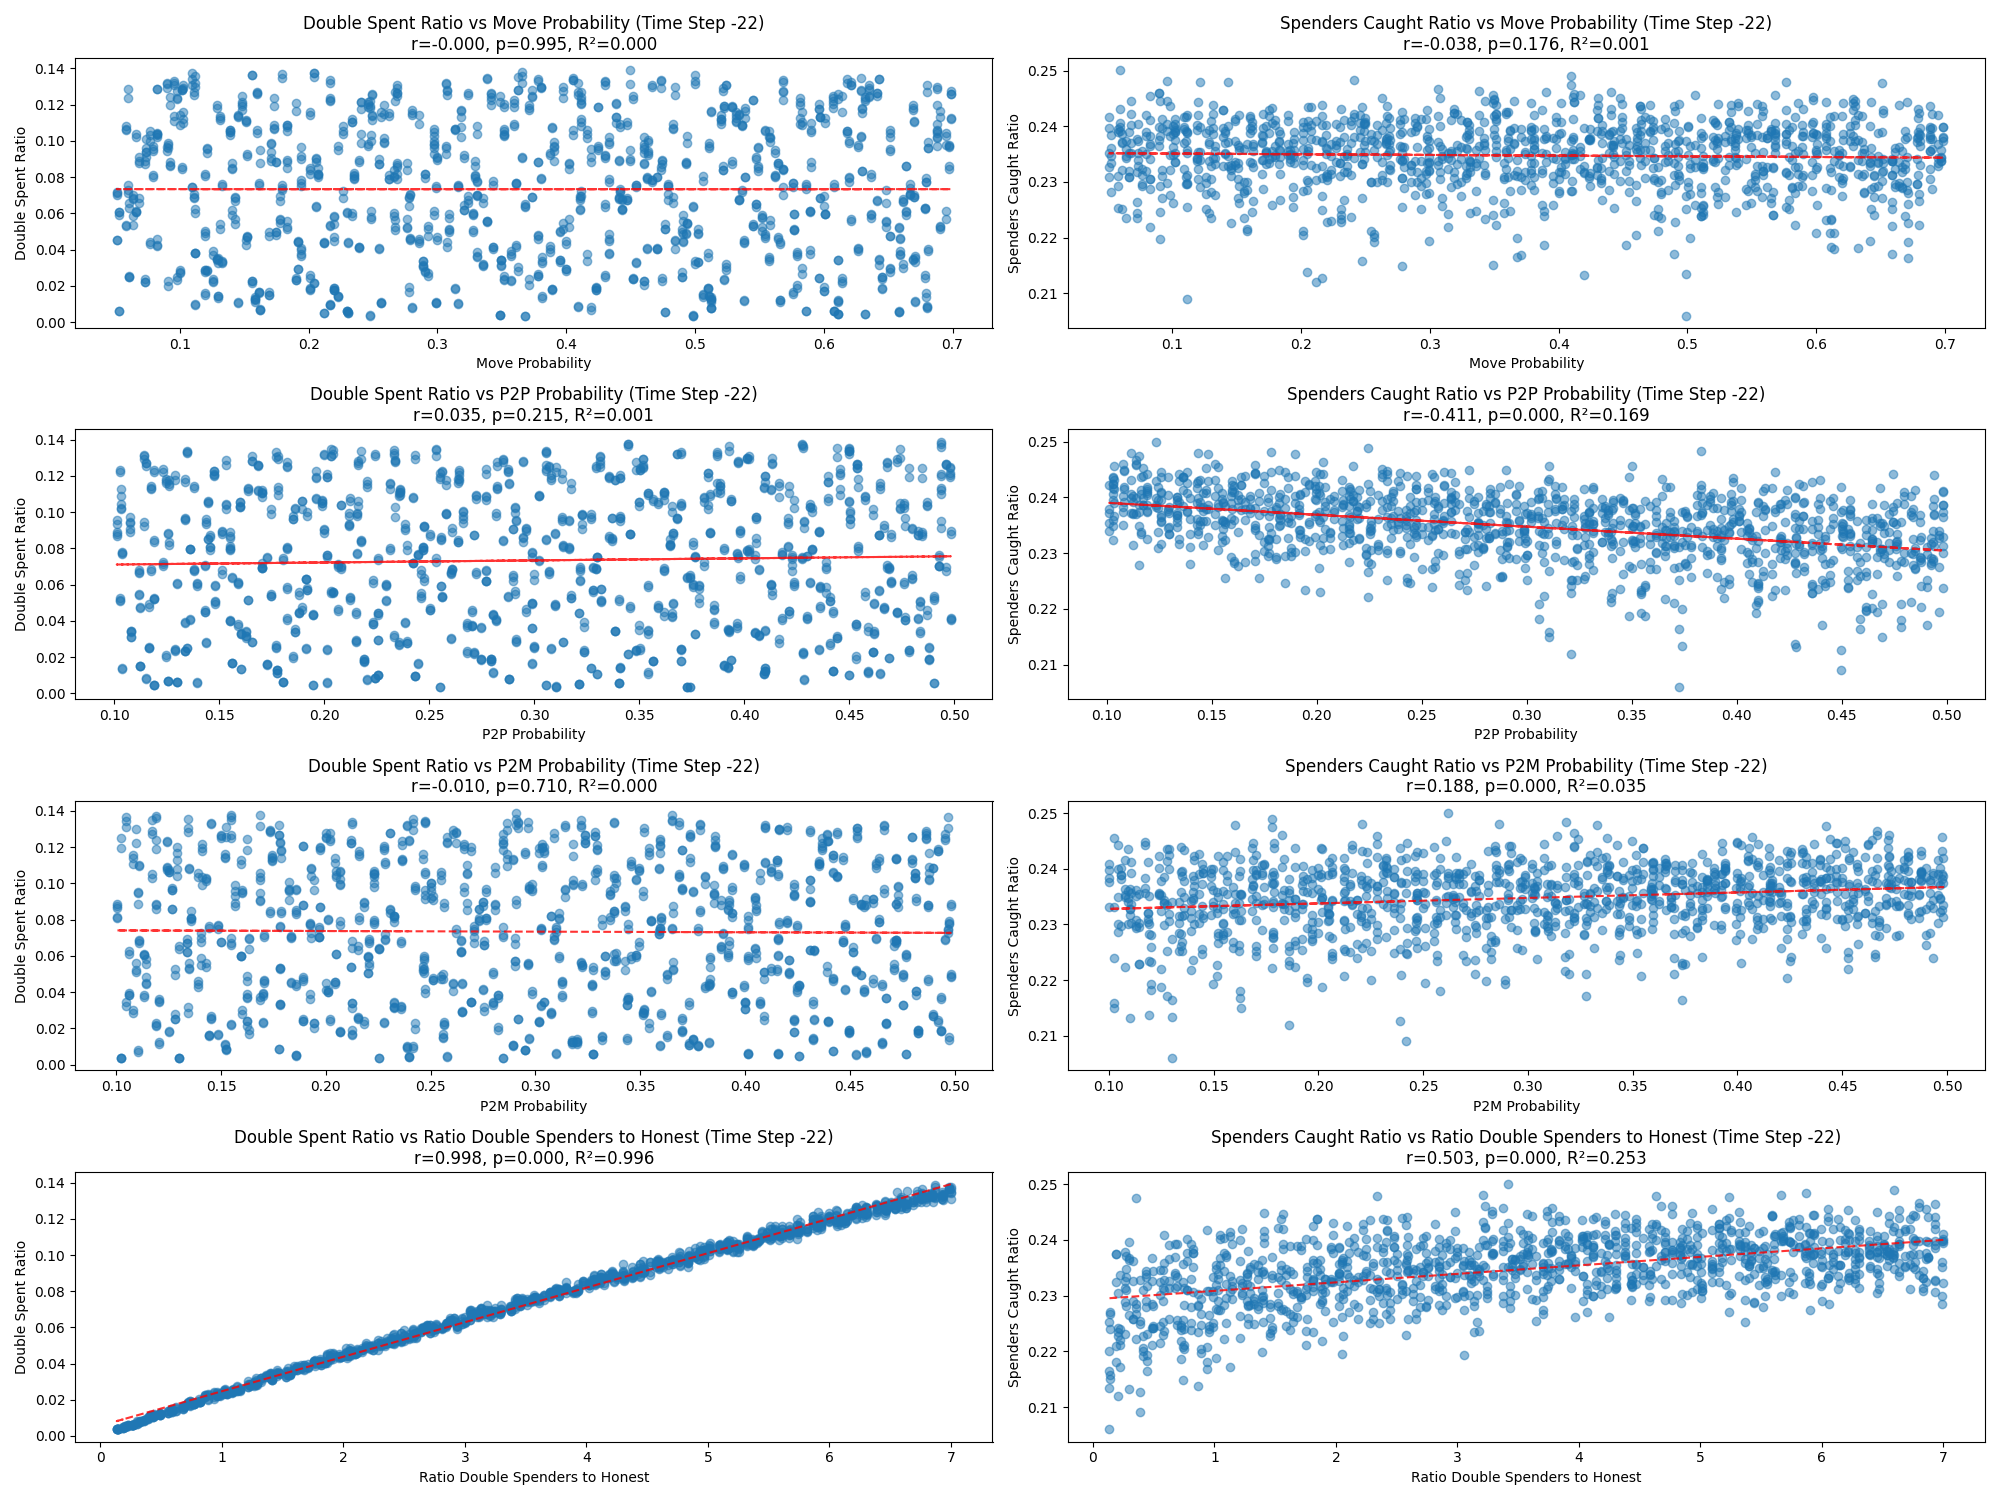 Double Spent Ratio vs Move Probability (Time Step -22)
r=-0.000, p=0.995, R²=0.000
0.14
0.12
0.10
0.08
0.06
0.04
0.02
0.00
Double Spent Ratio
0.1 0.2 0.3 0.4 0.5 0.6 0.7
Move Probability
Spenders Caught Ratio vs Move Probability (Time Step -22)
r=-0.038, p=0.176, R²=0.001
0.25
0.24
0.23
0.22
0.21
Spenders Caught Ratio
0.1 0.2 0.3 0.4 0.5 0.6 0.7
Move Probability
Double Spent Ratio vs P2P Probability (Time Step -22)
r=0.035, p=0.215, R²=0.001
0.14
0.12
0.10
0.08
0.06
0.04
0.02
0.00
Double Spent Ratio
0.10 0.15 0.20 0.25 0.30 0.35 0.40 0.45 0.50
P2P Probability
Spenders Caught Ratio vs P2P Probability (Time Step -22)
r=-0.411, p=0.000, R²=0.169
0.25
0.24
0.23
0.22
0.21
Spenders Caught Ratio
0.10 0.15 0.20 0.25 0.30 0.35 0.40 0.45 0.50
P2P Probability
Double Spent Ratio vs P2M Probability (Time Step -22)
r=-0.010, p=0.710, R²=0.000
0.14
0.12
0.10
0.08
0.06
0.04
0.02
0.00
Double Spent Ratio
0.10 0.15 0.20 0.25 0.30 0.35 0.40 0.45 0.50
P2M Probability
Spenders Caught Ratio vs P2M Probability (Time Step -22)
r=0.188, p=0.000, R²=0.035
0.25
0.24
0.23
0.22
0.21
Spenders Caught Ratio
0.10 0.15 0.20 0.25 0.30 0.35 0.40 0.45 0.50
P2M Probability
Double Spent Ratio vs Ratio Double Spenders to Honest (Time Step -22)
r=0.998, p=0.000, R²=0.996
0.14
0.12
0.10
0.08
0.06
0.04
0.02
0.00
Double Spent Ratio
0 1 2 3 4 5 6 7
Ratio Double Spenders to Honest
Spenders Caught Ratio vs Ratio Double Spenders to Honest (Time Step -22)
r=0.503, p=0.000, R²=0.253
0.25
0.24
0.23
0.22
0.21
Spenders Caught Ratio
0 1 2 3 4 5 6 7
Ratio Double Spenders to Honest